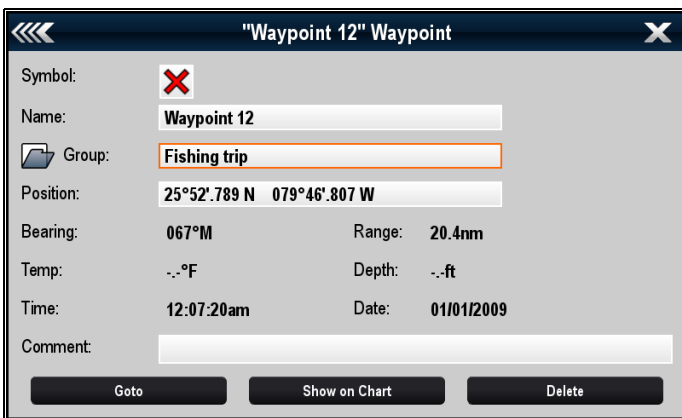 "Waypoint 12" Waypoint
Symbol:
Name: Waypoint 12
Group: Fishing trip
Position: 25°52'.789 N 079°46'.807 W
Bearing: 067°M Range: 20.4nm
Temp: -.-°F Depth: -.-ft
Time: 12:07:20am Date: 01/01/2009
Comment:
Goto Show on Chart Delete